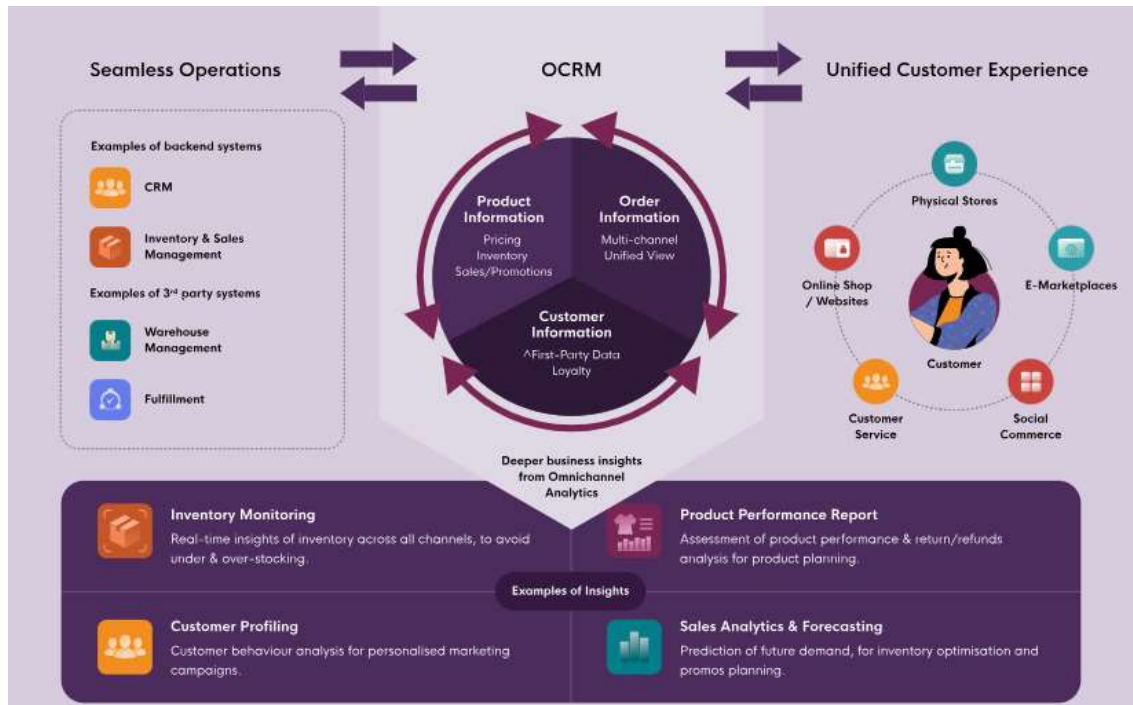 Seamless Operations
OCRM
Unified Customer Experience
Examples of backend systems
CRM
Inventory & Sales
Management
Examples of 3rd party systems
Warehouse
Management
Fulfillment
Product
Information
Pricing
Inventory
Sales/Promotions
Order
Information
Multi-channel
Unified View
Customer
Information
^First-Party Data
Loyalty
Physical Stores
Online Shop
/ Websites
E-Marketplaces
Customer
Customer
Service
Social
Commerce
Deeper business insights
from Omnichannel
Analytics
Inventory Monitoring
Real-time insights of inventory across all channels, to avoid
under & over-stocking.
Product Performance Report
Assessment of product performance & return/refunds
analysis for product planning.
Examples of Insights
Customer Profiling
Customer behaviour analysis for personalised marketing
campaigns.
Sales Analytics & Forecasting
Prediction of future demand, for inventory optimisation and
promos planning.